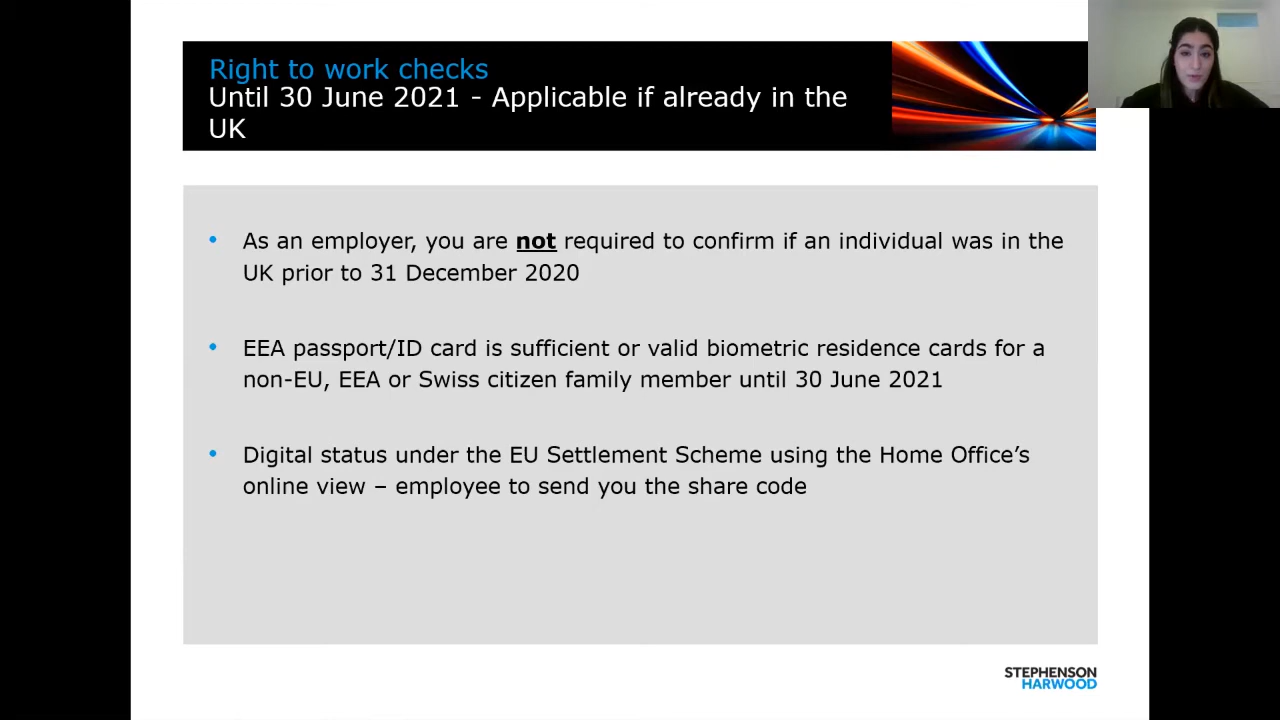 Right to work checks
Until 30 June 2021 - Applicable if already in the
UK
• As an employer, you are not required to confirm if an individual was in the
UK prior to 31 December 2020
• EEA passport/ID card is sufficient or valid biometric residence cards for a
non-EU, EEA or Swiss citizen family member until 30 June 2021
• Digital status under the EU Settlement Scheme using the Home Office’s
online view – employee to send you the share code
STEPHENSON
HARWOOD